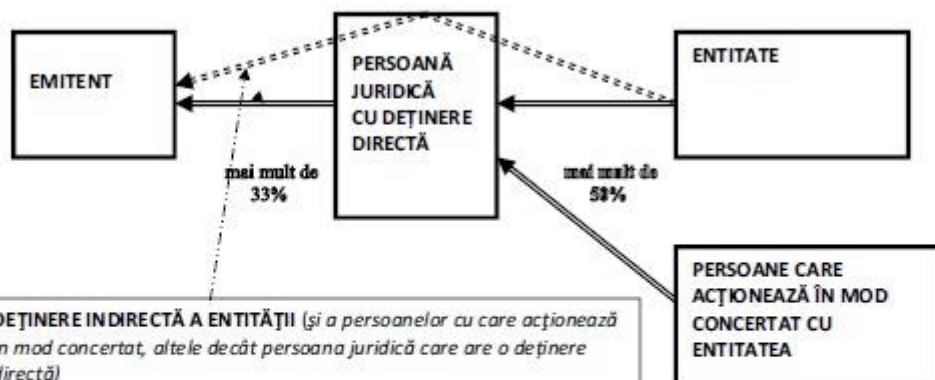 EMITENT
PERSOANĂ
JURIDICĂ
CU DEȚINERE
DIRECTĂ
ENTITATE
mai mult de
33%
mai mult de
PERSOANE CARE
ACȚIONEAZĂ ÎN MOD
CONCERTAT CU
ENTITATEA
DEȚINERE INDIRECTĂ A ENTITĂȚII (și a persoanelor cu care acționează
în mod concertat, altele decât persoana juridică care are o deținere
directă)